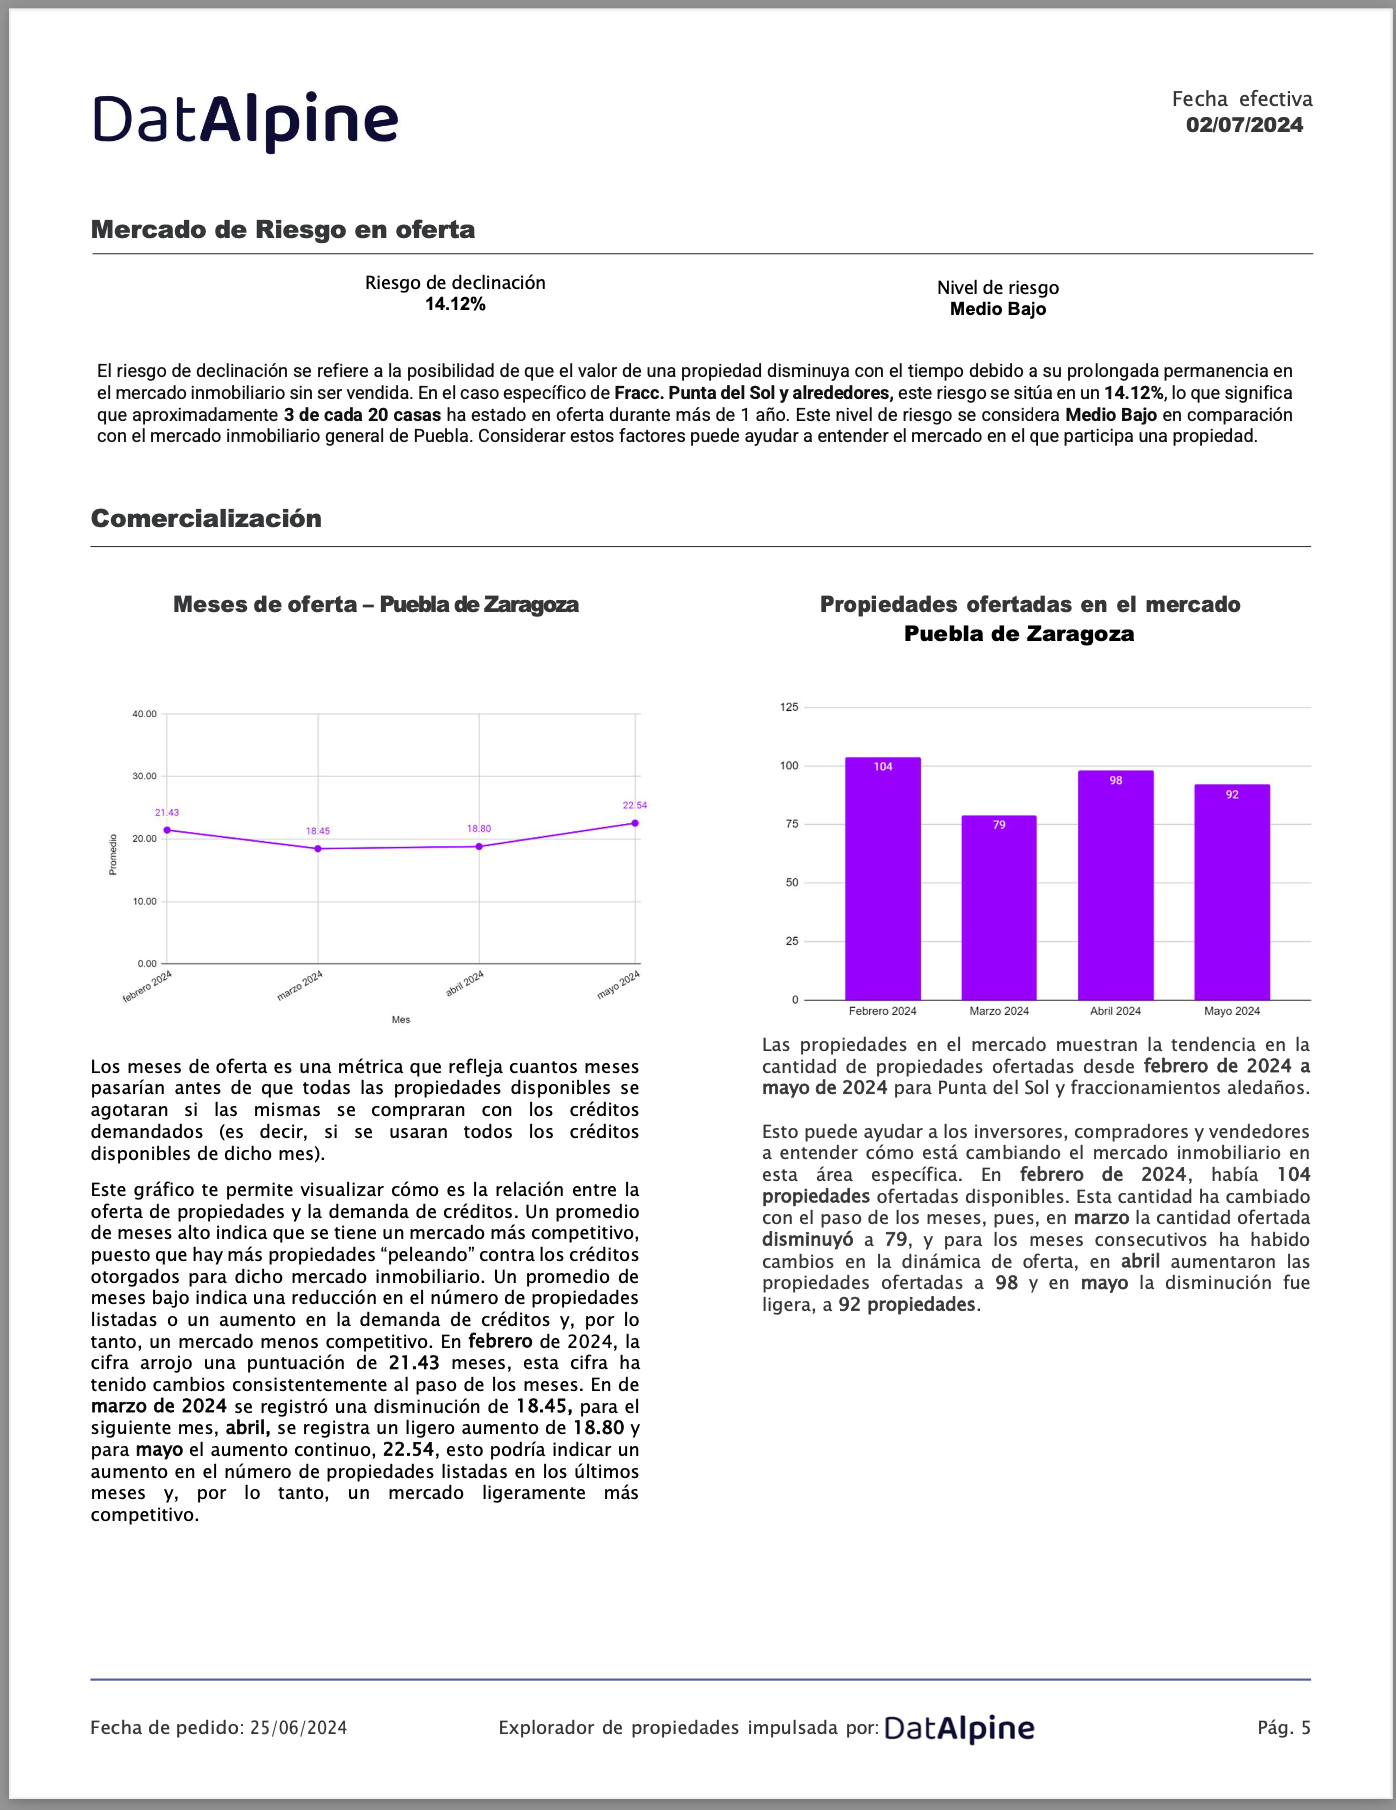 DatAlpine
Fecha efectiva
02/07/2024
Mercado de Riesgo en oferta
Riesgo de declinación
14.12%
Nivel de riesgo
Medio Bajo
El riesgo de declinación se refiere a la posibilidad de que el valor de una propiedad disminuya con el tiempo debido a su prolongada permanencia en
el mercado inmobiliario sin ser vendida. En el caso específico de Fracc. Punta del Sol y alrededores, este riesgo se sitúa en un 14.12%, lo que significa
que aproximadamente 3 de cada 20 casas ha estado en oferta durante más de 1 año. Este nivel de riesgo se considera Medio Bajo en comparación
con el mercado inmobiliario general de Puebla. Considerar estos factores puede ayudar a entender el mercado en el que participa una propiedad.
Comercialización
Meses de oferta – Puebla de Zaragoza
40.00
30.00
20.00
10.00
0.00
Promedio
21.43
18.45
18.80
22.54
febrero 2024
marzo 2024
abril 2024
mayo 2024
Mes
Los meses de oferta es una métrica que refleja cuantos meses
pasarían antes de que todas las propiedades disponibles se
agotaran si las mismas se compraran con los créditos
demandados (es decir, si se usaran todos los créditos
disponibles de dicho mes).
Este gráfico te permite visualizar cómo es la relación entre la
oferta de propiedades y la demanda de créditos. Un promedio
de meses alto indica que se tiene un mercado más competitivo,
puesto que hay más propiedades “peleando” contra los créditos
otorgados para dicho mercado inmobiliario. Un promedio de
meses bajo indica una reducción en el número de propiedades
listadas o un aumento en la demanda de créditos y, por lo
tanto, un mercado menos competitivo. En febrero de 2024, la
cifra arrojo una puntuación de 21.43 meses, esta cifra ha
tenido cambios consistentemente al paso de los meses. En de
marzo de 2024 se registró una disminución de 18.45, para el
siguiente mes, abril, se registra un ligero aumento de 18.80 y
para mayo el aumento continuo, 22.54, esto podría indicar un
aumento en el número de propiedades listadas en los últimos
meses y, por lo tanto, un mercado ligeramente más
competitivo.
Propiedades ofertadas en el mercado
Puebla de Zaragoza
125
100
75
50
25
0
104
79
98
92
Febrero 2024
Marzo 2024
Abril 2024
Mayo 2024
Las propiedades en el mercado muestran la tendencia en la
cantidad de propiedades ofertadas desde febrero de 2024 a
mayo de 2024 para Punta del Sol y fraccionamientos aledaños.
Esto puede ayudar a los inversores, compradores y vendedores
a entender cómo está cambiando el mercado inmobiliario en
esta área específica. En febrero de 2024, había 104
propiedades ofertadas disponibles. Esta cantidad ha cambiado
con el paso de los meses, pues, en marzo la cantidad ofertada
disminuyó a 79, y para los meses consecutivos ha habido
cambios en la dinámica de oferta, en abril aumentaron las
propiedades ofertadas a 98 y en mayo la disminución fue
ligera, a 92 propiedades.
Fecha de pedido: 25/06/2024
Explorador de propiedades impulsada por: DatAlpine
Pág. 5